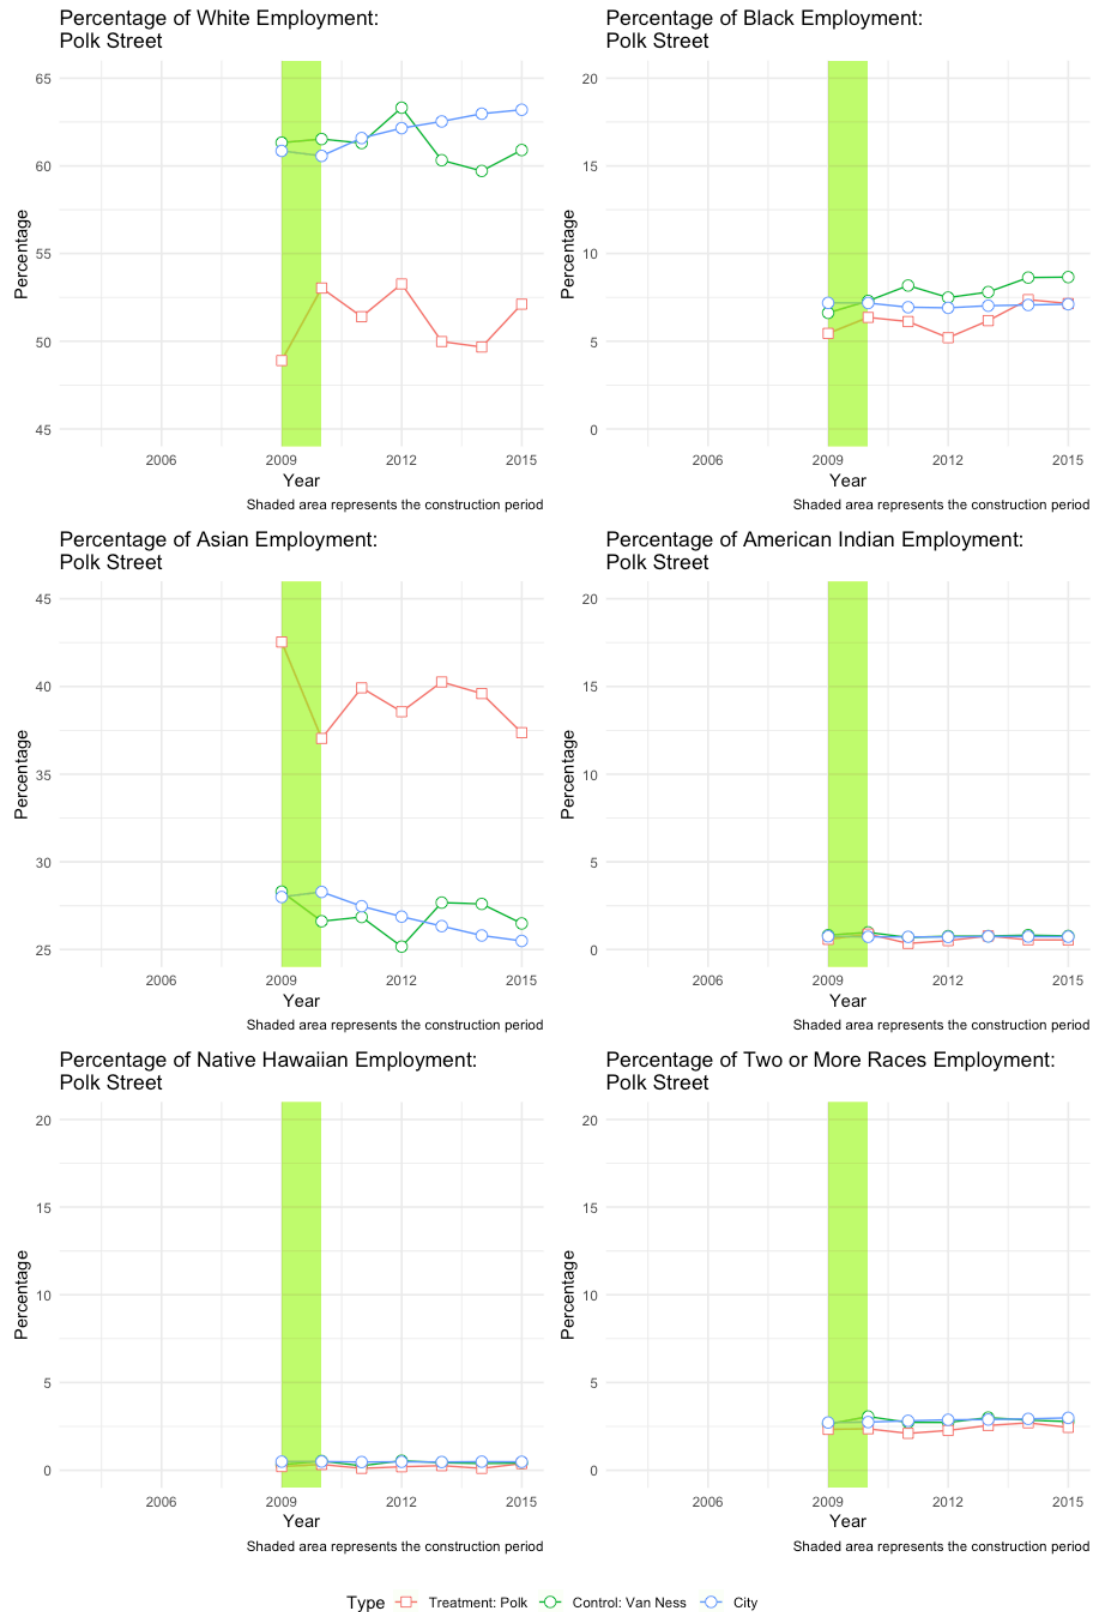 Percentage of White Employment:
Polk Street
65
60
55
50
45
Percentage
2006
2009
2012
2015
Year
Shaded area represents the construction period
Percentage of Black Employment:
Polk Street
20
15
10
5
0
Percentage
2006
2009
2012
2015
Year
Shaded area represents the construction period
Percentage of Asian Employment:
Polk Street
45
40
35
30
25
Percentage
2006
2009
2012
2015
Year
Shaded area represents the construction period
Percentage of American Indian Employment:
Polk Street
20
15
10
5
0
Percentage
2006
2009
2012
2015
Year
Shaded area represents the construction period
Percentage of Native Hawaiian Employment:
Polk Street
20
15
10
5
0
Percentage
2006
2009
2012
2015
Year
Shaded area represents the construction period
Percentage of Two or More Races Employment:
Polk Street
20
15
10
5
0
Percentage
2006
2009
2012
2015
Year
Shaded area represents the construction period
Type Treatment: Polk Control: Van Ness City